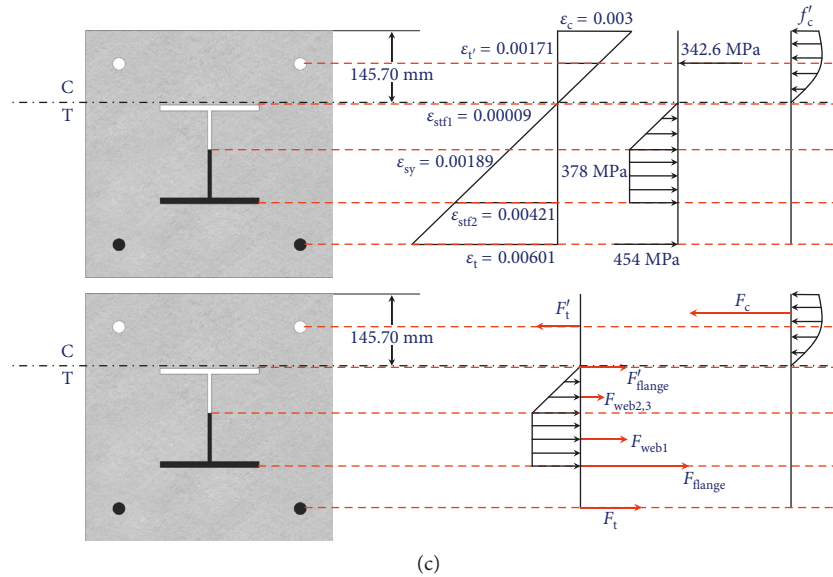 ε_c = 0.003
f'_c
ε_t' = 0.00171
342.6 MPa
145.70 mm
C
T
ε_stf1 = 0.00009
ε_sy = 0.00189
378 MPa
ε_stf2 = 0.00421
ε_t = 0.00601
454 MPa
F'_t
F_c
145.70 mm
C
T
F'_flange
F_web2,3
F_web1
F_flange
F_t
(c)